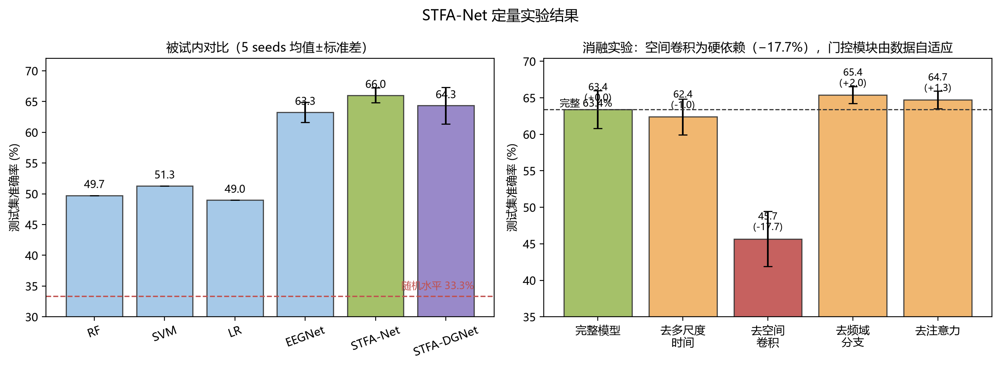 STFA-Net 定量实验结果
被试内对比（5 seeds 均值±标准差）
测试集准确率 (%)
70
65
60
55
50
45
40
35
30
49.7
51.3
49.0
63.3
66.0
64.3
随机水平 33.3%
RF
SVM
LR
EEGNet
STFA-Net
STFA-DGNet
消融实验：空间卷积为硬依赖（−17.7%），门控模块由数据自适应
测试集准确率 (%)
70
65
60
55
50
45
40
35
63.4
(+0.0)
完整 63.4%
62.4
(-1.0)
45.7
(-17.7)
65.4
(+2.0)
64.7
(+1.3)
完整模型
去多尺度
时间
去空间
卷积
去频域
分支
去注意力